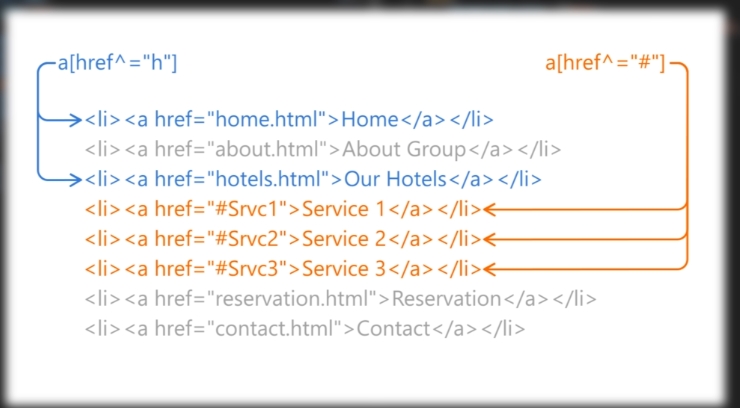 a[href^="h"] a[href^="#"]
<li><a href="home.html">Home</a></li>
<li><a href="about.html">About Group</a></li>
<li><a href="hotels.html">Our Hotels</a></li>
<li><a href="#Srvc1">Service 1</a></li>
<li><a href="#Srvc2">Service 2</a></li>
<li><a href="#Srvc3">Service 3</a></li>
<li><a href="reservation.html">Reservation</a></li>
<li><a href="contact.html">Contact</a></li>